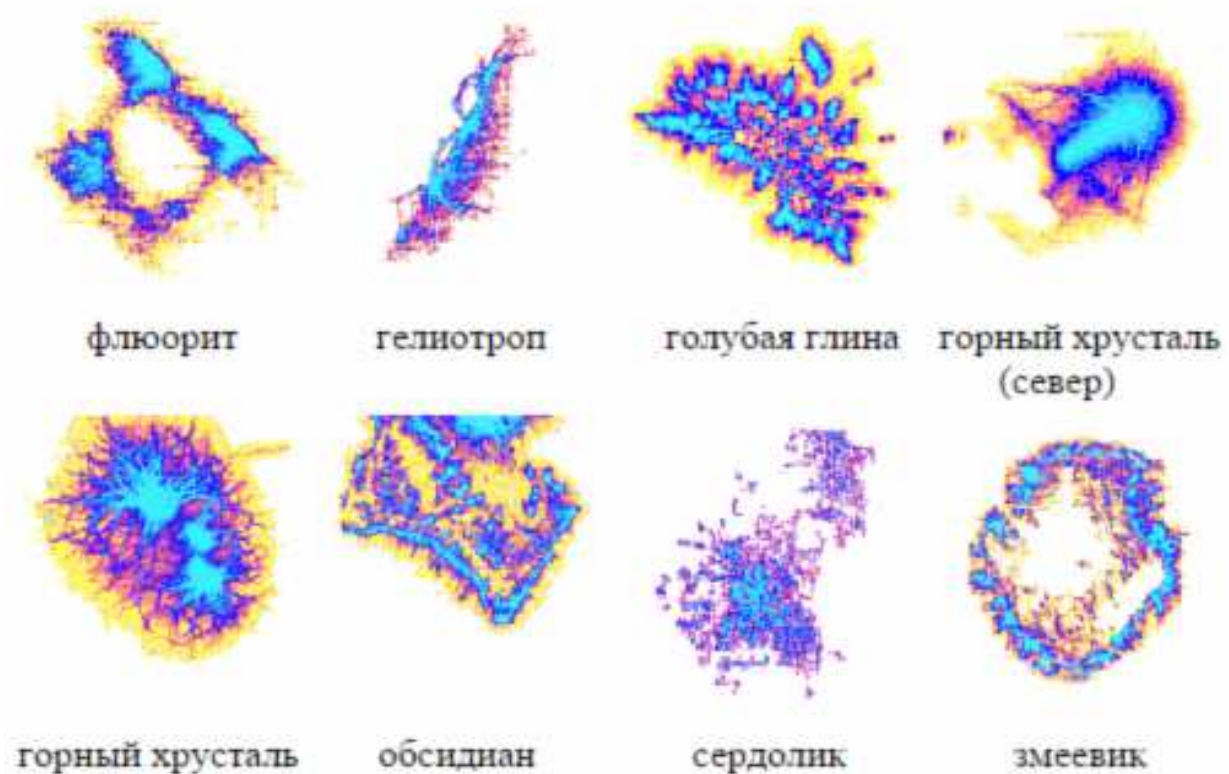 флюорит
гелиотроп
голубая глина
горный хрусталь
(север)
горный хрусталь
обсидиан
сердолик
змеевик